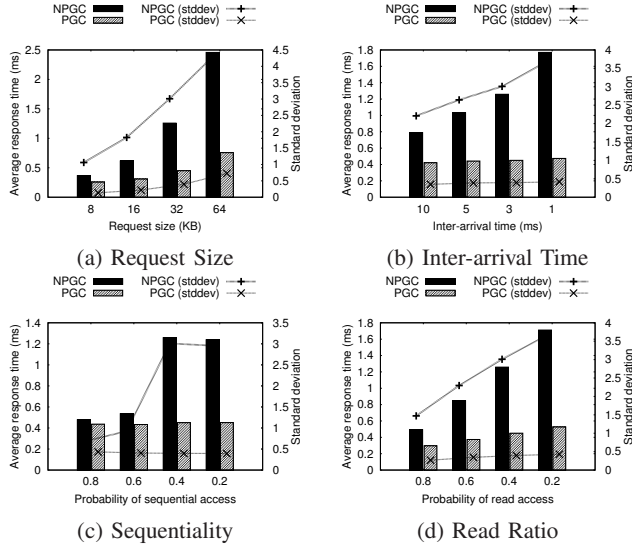 NPGC NPGC (stddev)
PGC PGC (stddev)
Average response time (ms)
2.5
2
1.5
1
0.5
0
4.5
4
3.5
3
2.5
2
1.5
1
0.5
0
Standard deviation
8 16 32 64
Request size (KB)
(a) Request Size
NPGC NPGC (stddev)
PGC PGC (stddev)
Average response time (ms)
1.8
1.6
1.4
1.2
1
0.8
0.6
0.4
0.2
0
4
3.5
3
2.5
2
1.5
1
0.5
0
Standard deviation
10 5 3 1
Inter-arrival time (ms)
(b) Inter-arrival Time
NPGC NPGC (stddev)
PGC PGC (stddev)
Average response time (ms)
1.4
1.2
1
0.8
0.6
0.4
0.2
0
3.5
3
2.5
2
1.5
1
0.5
0
Standard deviation
0.8 0.6 0.4 0.2
Probability of sequential access
(c) Sequentiality
NPGC NPGC (stddev)
PGC PGC (stddev)
Average response time (ms)
1.8
1.6
1.4
1.2
1
0.8
0.6
0.4
0.2
0
4
3.5
3
2.5
2
1.5
1
0.5
0
Standard deviation
0.8 0.6 0.4 0.2
Probability of read access
(d) Read Ratio